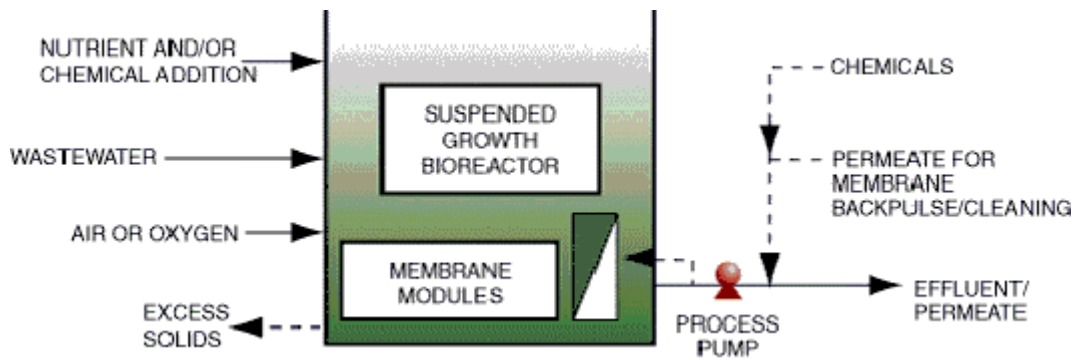 NUTRIENT AND/OR
CHEMICAL ADDITION
WASTEWATER
AIR OR OXYGEN
EXCESS
SOLIDS
SUSPENDED
GROWTH
BIOREACTOR
MEMBRANE
MODULES
PROCESS
PUMP
CHEMICALS
PERMEATE FOR
MEMBRANE
BACKPULSE/CLEANING
EFFLUENT/
PERMEATE